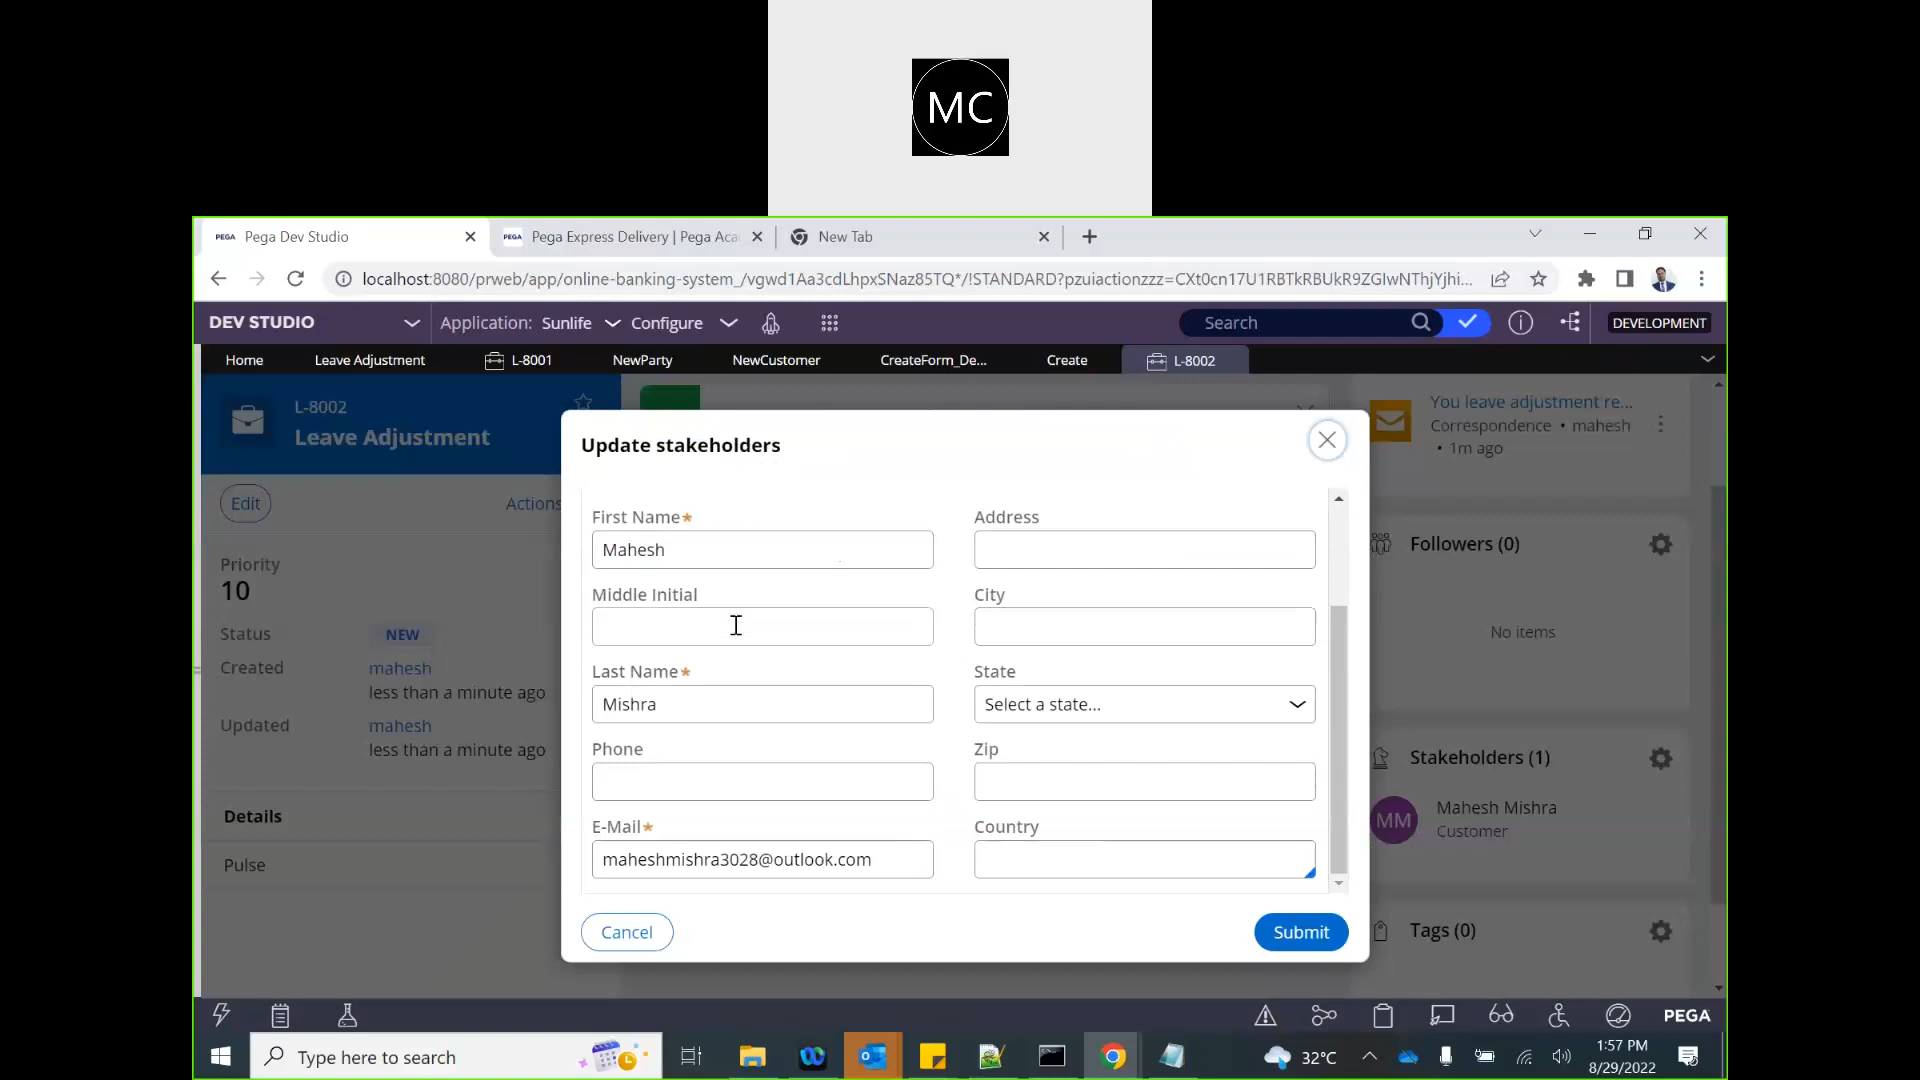 MC
PEGA Pega Dev Studio
PEGA Pega Express Delivery | Pega Aca
New Tab
localhost:8080/prweb/app/online-banking-system_/vgwd1Aa3cdLhpxSNaz85TQ*/!STANDARD?pzuiactionzzz=CXt0cn17U1RBTkRBUkR9ZGIwNThjYjhi...
DEV STUDIO
Application: Sunlife
Configure
Search
DEVELOPMENT
Home
Leave Adjustment
L-8001
NewParty
NewCustomer
CreateForm_De...
Create
L-8002
L-8002
Leave Adjustment
Edit
Actions
Priority
10
Status NEW
Created mahesh
less than a minute ago
Updated mahesh
less than a minute ago
Details
Pulse
Update stakeholders
First Name*
Mahesh
Address
Middle Initial
City
Last Name*
Mishra
State
Select a state...
Phone
Zip
E-Mail*
maheshmishra3028@outlook.com
Country
Cancel
Submit
You leave adjustment re...
Correspondence • mahesh
• 1m ago
Followers (0)
No items
Stakeholders (1)
MM
Mahesh Mishra
Customer
Tags (0)
PEGA
Type here to search
32°C
1:57 PM
8/29/2022